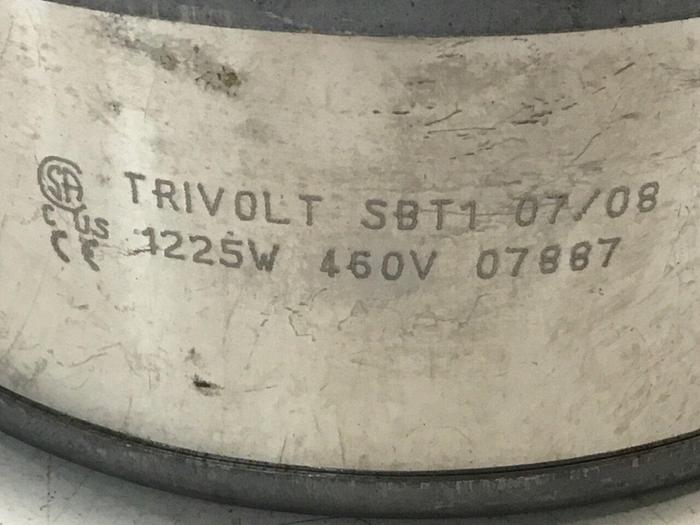 SA TRIVOLT SBT1 07/08
C US
CE 1225W 460V 07887